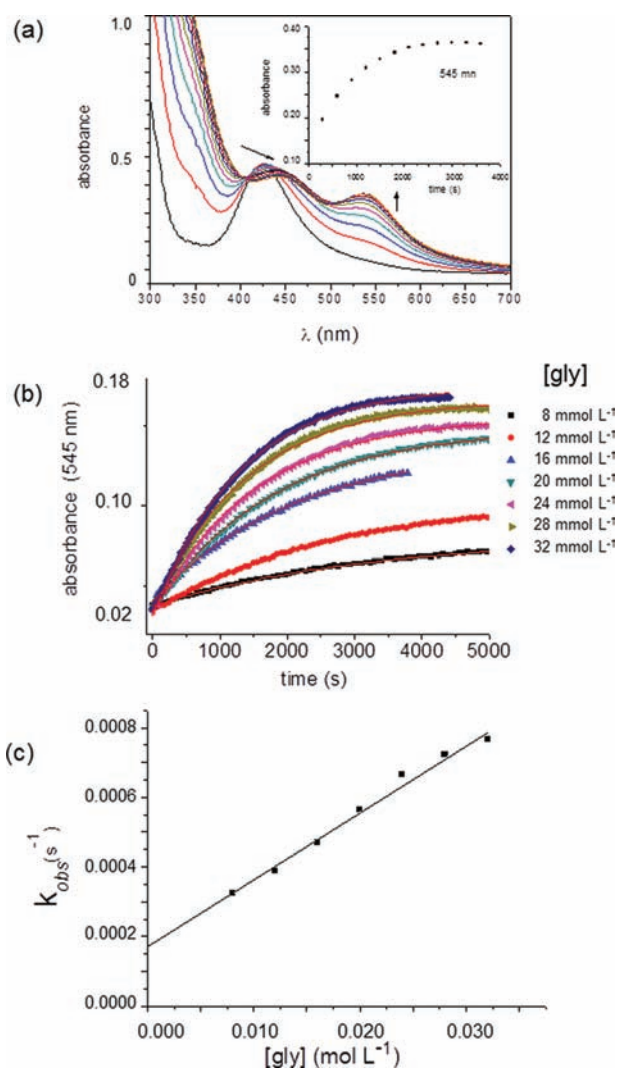 (a)
1.0
0.5
0
absorbance
300 350 400 450 500 550 600 650 700
λ (nm)
0.40
0.30
0.20
0.10
absorbance
545 mn
0 1000 2000 3000 4000
time (s)
(b)
0.18
0.10
0.02
absorbance (545 nm)
0 1000 2000 3000 4000 5000
time (s)
[gly]
8 mmol L-1
12 mmol L-1
16 mmol L-1
20 mmol L-1
24 mmol L-1
28 mmol L-1
32 mmol L-1
(c)
0.0008
0.0006
0.0004
0.0002
0.0000
kobs(s-1)
0.000 0.010 0.020 0.030
[gly] (mol L-1)